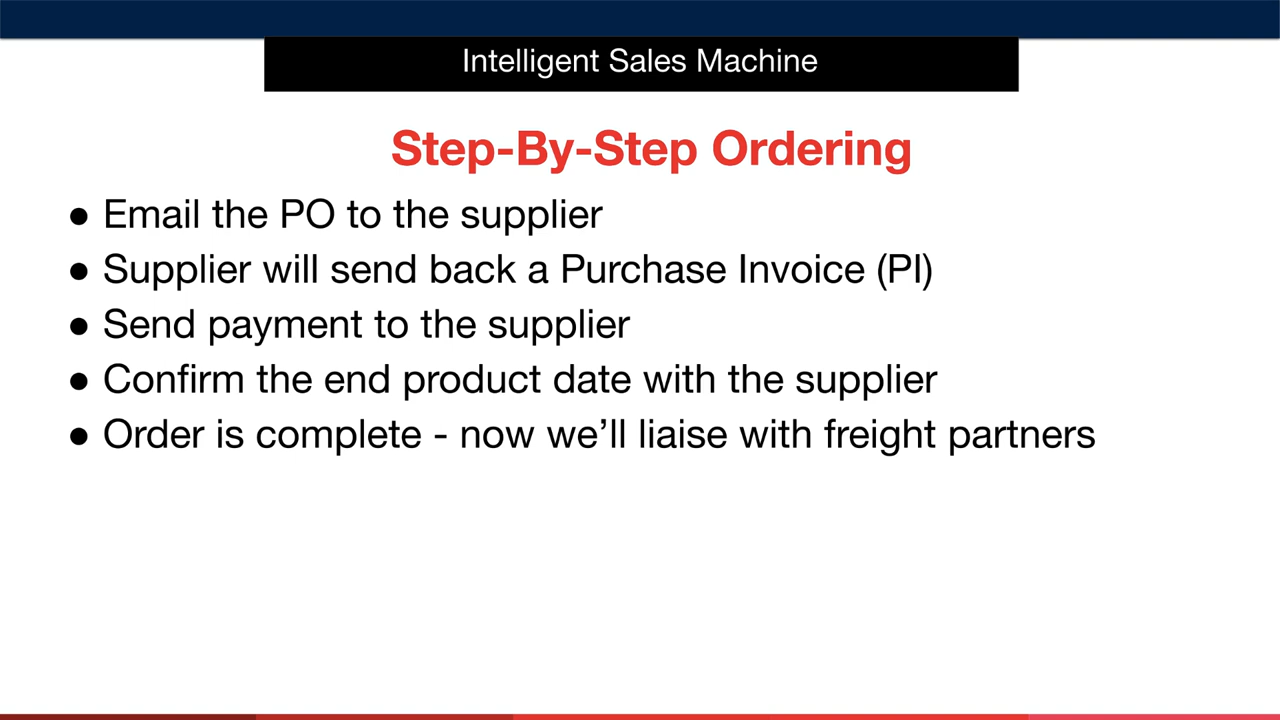 Intelligent Sales Machine
Step-By-Step Ordering
● Email the PO to the supplier
● Supplier will send back a Purchase Invoice (PI)
● Send payment to the supplier
● Confirm the end product date with the supplier
● Order is complete - now we’ll liaise with freight partners